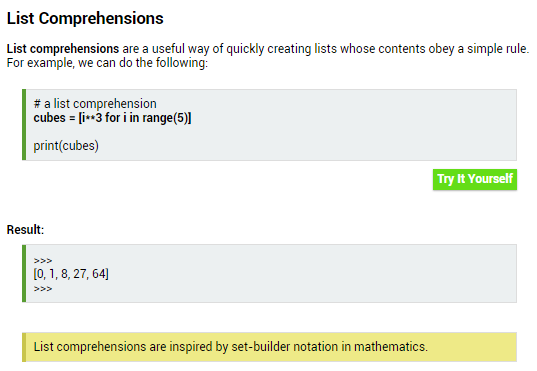 List Comprehensions
List comprehensions are a useful way of quickly creating lists whose contents obey a simple rule.
For example, we can do the following:
# a list comprehension
cubes = [i**3 for i in range(5)]
print(cubes)
Try It Yourself
Result:
>>>
[0, 1, 8, 27, 64]
>>>
List comprehensions are inspired by set-builder notation in mathematics.